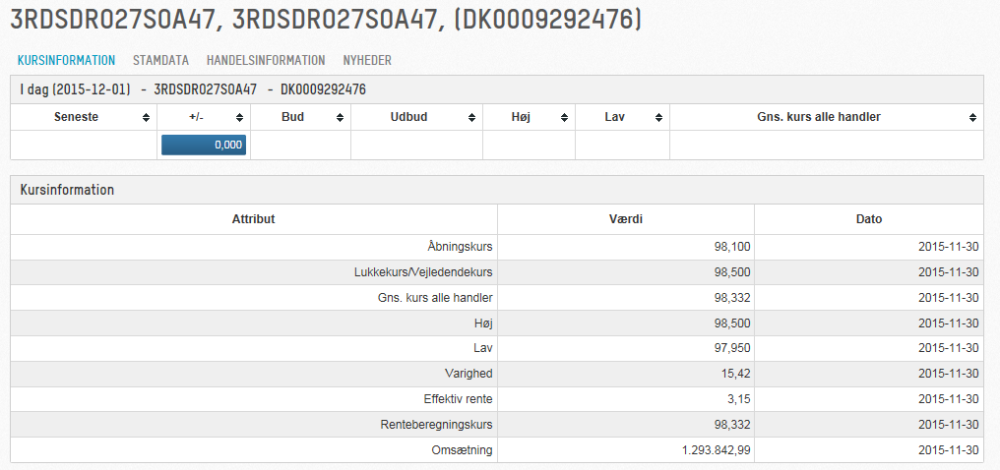 3RDSDRO27SOA47, 3RDSDRO27SOA47, (DK0009292476)
KURSINFORMATION STAMDATA HANDELSINFORMATION NYHEDER
I dag (2015-12-01) - 3RDSDRO27SOA47 - DK0009292476
Seneste +/- Bud Udbud Høj Lav Gns. kurs alle handler
0,000
Kursinformation
Attribut Værdi Dato
Åbningskurs 98,100 2015-11-30
Lukkekurs/Vejledendekurs 98,500 2015-11-30
Gns. kurs alle handler 98,332 2015-11-30
Høj 98,500 2015-11-30
Lav 97,950 2015-11-30
Varighed 15,42 2015-11-30
Effektiv rente 3,15 2015-11-30
Renteberegningskurs 98,332 2015-11-30
Omsætning 1.293.842,99 2015-11-30